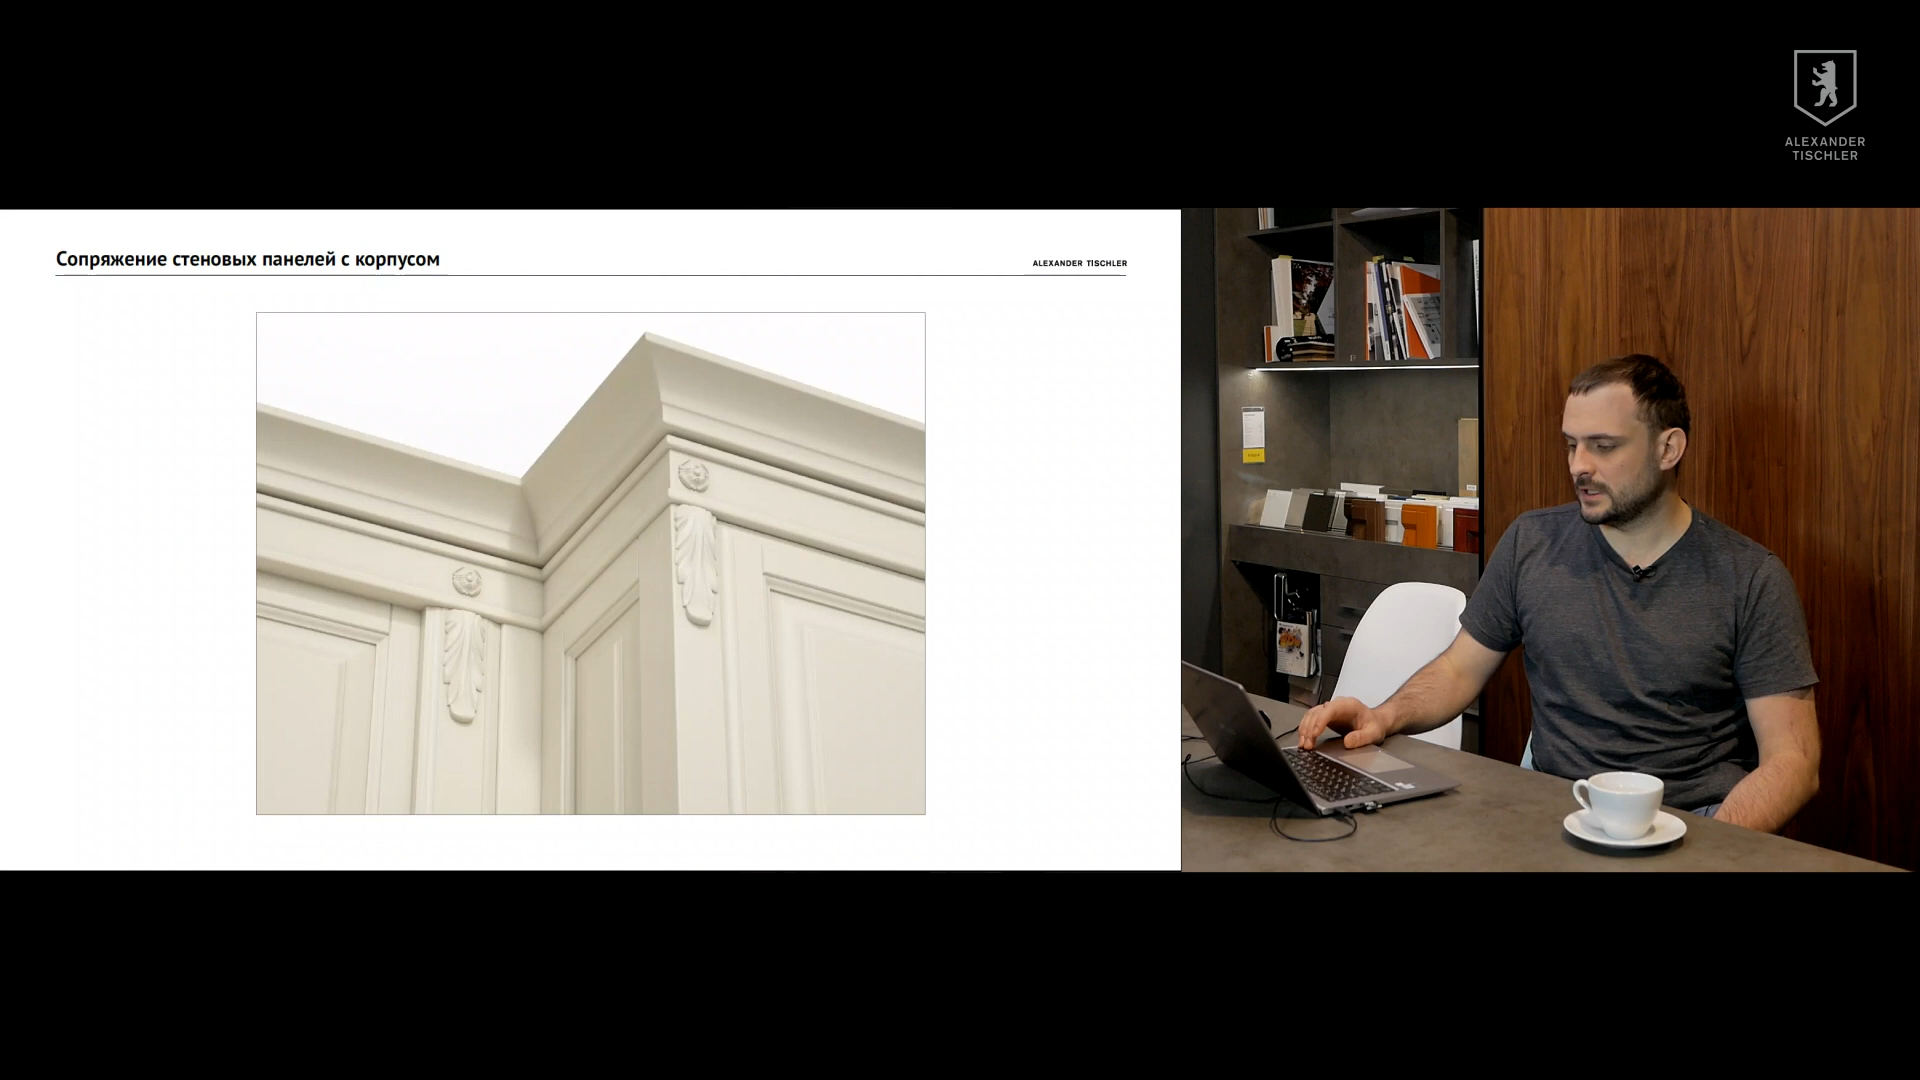 ALEXANDER
TISCHLER
Сопряжение стеновых панелей с корпусом
ALEXANDER TISCHLER